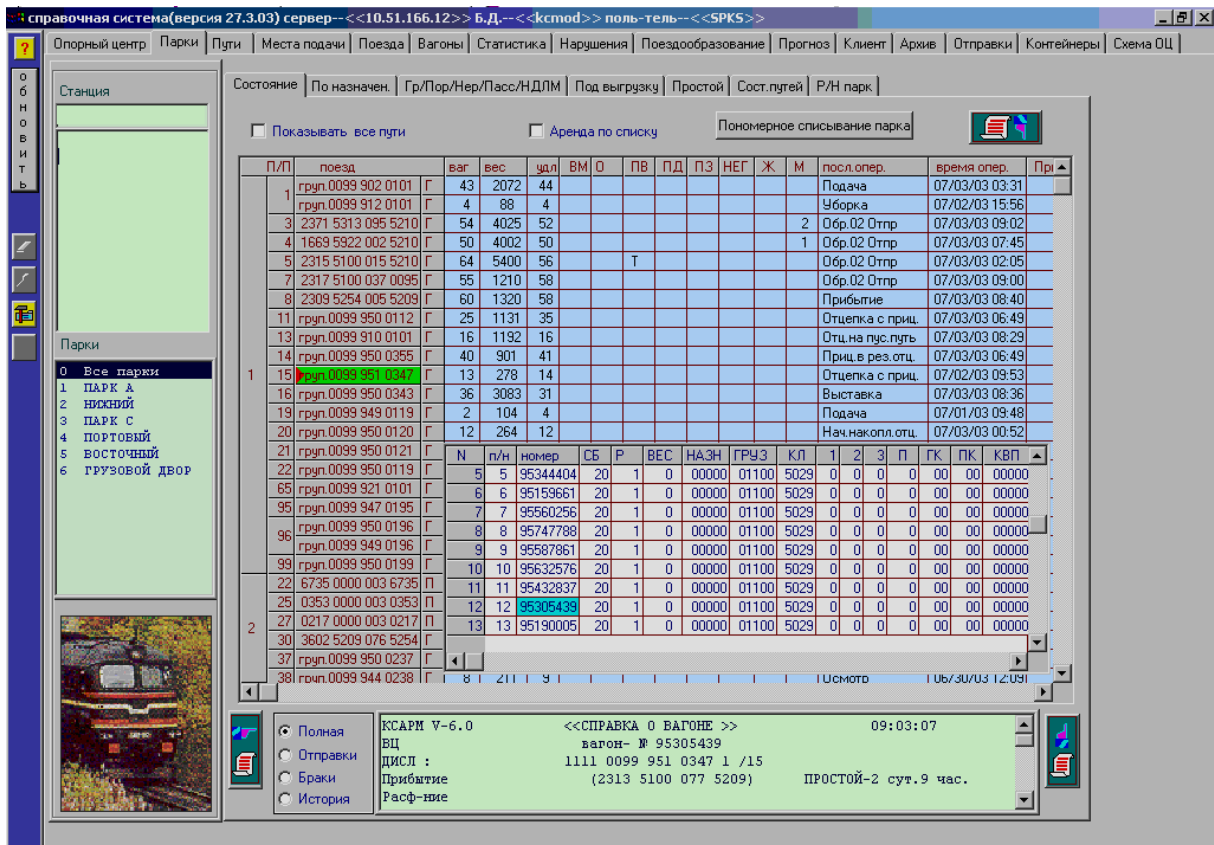 справочная система(версия 27.3.03) сервер--<<10.51.166.12>> Б.Д.--<<kcmod>> поль-тель--<<SPKS>>
? Опорный центр Парки Пути Места подачи Поезда Вагоны Статистика Нарушения Поездообразование Прогноз Клиент Архив Отправки Контейнеры Схема ОЦ
обновить
Станция
Состояние По назначен. Гр/Пор/Нер/Пасс/НДЛМ Под выгрузку Простой Сост.путей Р/Н парк
Показывать все пути Аренда по списку Пономерное списывание парка
П/П поезд ваг вес удл ВМ О ПВ ПД ПЗ НЕГ Ж М посл.опер. время опер.
1 груп.0099 902 0101 Г 43 2072 44 Подача 07/03/03 03:31
груп.0099 912 0101 Г 4 88 4 Уборка 07/02/03 15:56
3 2371 5313 095 5210 Г 54 4025 52 2 Обр.02 Отпр 07/03/03 09:02
4 1669 5922 002 5210 Г 50 4002 50 1 Обр.02 Отпр 07/03/03 07:45
5 2315 5100 015 5210 Г 64 5400 56 Т Обр.02 Отпр 07/03/03 02:05
7 2317 5100 037 0095 Г 55 1210 58 Обр.02 Отпр 07/03/03 09:00
8 2309 5254 005 5209 Г 60 1320 58 Прибытие 07/03/03 08:40
11 груп.0099 950 0112 Г 25 1131 35 Отцепка с приц. 07/03/03 06:49
13 груп.0099 910 0101 Г 16 1192 16 Отц.на пус.путь 07/03/03 08:29
14 груп.0099 950 0355 Г 40 901 41 Приц.в рез.отц. 07/03/03 06:49
1 15 груп.0099 951 0347 Г 13 278 14 Отцепка с приц. 07/02/03 09:53
16 груп.0099 950 0343 Г 36 3083 31 Выставка 07/03/03 08:36
19 груп.0099 949 0119 Г 2 104 4 Подача 07/01/03 09:48
20 груп.0099 950 0120 Г 12 264 12 Нач.накопл.отц. 07/03/03 00:52
21 груп.0099 950 0121 Г
22 груп.0099 950 0119 Г
65 груп.0099 921 0101 Г
95 груп.0099 947 0195 Г
96 груп.0099 950 0196 Г
груп.0099 949 0196 Г
99 груп.0099 950 0199 Г
22 6735 0000 003 6735 П
25 0353 0000 003 0353 П
2 27 0217 0000 003 0217 П
30 3602 5209 076 5254 Г
37 груп.0099 950 0237 Г
38 груп.0099 944 0238 Г 8 211 9 Осмотр 06/30/03 12:09
N п/н номер СБ Р ВЕС НАЗН ГРУЗ КЛ 1 2 3 П ГК ПК КВП
5 5 95344404 20 1 0 00000 01100 5029 0 0 0 0 00 00 00000
6 6 95159661 20 1 0 00000 01100 5029 0 0 0 0 00 00 00000
7 7 95560256 20 1 0 00000 01100 5029 0 0 0 0 00 00 00000
8 8 95747788 20 1 0 00000 01100 5029 0 0 0 0 00 00 00000
9 9 95587861 20 1 0 00000 01100 5029 0 0 0 0 00 00 00000
10 10 95632576 20 1 0 00000 01100 5029 0 0 0 0 00 00 00000
11 11 95432837 20 1 0 00000 01100 5029 0 0 0 0 00 00 00000
12 12 95305439 20 1 0 00000 01100 5029 0 0 0 0 00 00 00000
13 13 95190005 20 1 0 00000 01100 5029 0 0 0 0 00 00 00000
Парки
0 Все парки
1 ПАРК А
2 НИЖНИЙ
3 ПАРК С
4 ПОРТОВЫЙ
5 ВОСТОЧНЫЙ
6 ГРУЗОВОЙ ДВОР
Полная
Отправки
Браки
История
КСАРМ V-6.0 <<СПРАВКА О ВАГОНЕ >> 09:03:07
ВЦ вагон- № 95305439
ДИСЛ : 1111 0099 951 0347 1 /15
Прибытие (2313 5100 077 5209) ПРОСТОЙ-2 сут.9 час.
Расф-ние